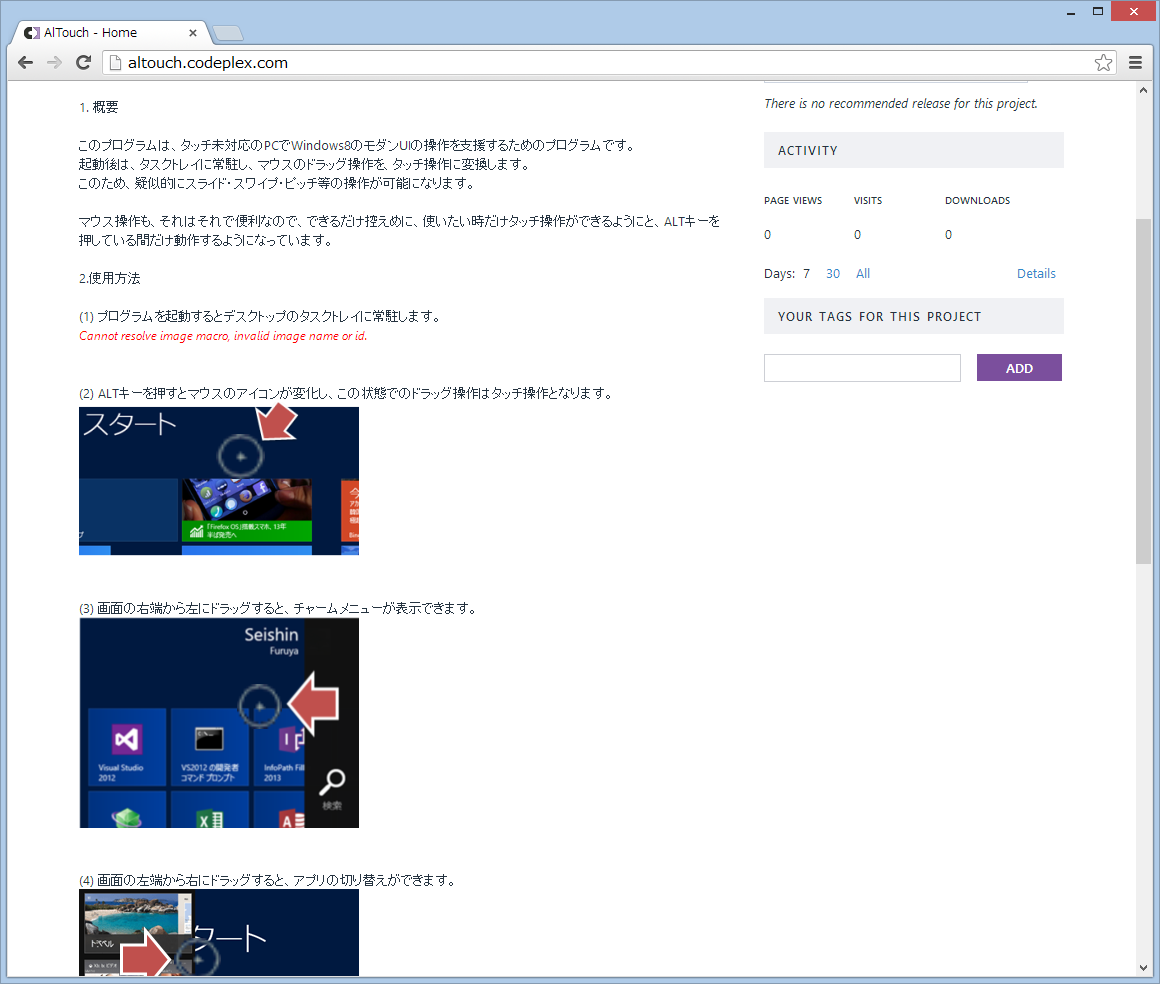 AlTouch - Home
altouch.codeplex.com
1. 概要
このプログラムは、タッチ未対応のPCでWindows8のモダンUIの操作を支援するためのプログラムです。
起動後は、タスクトレイに常駐し、マウスのドラッグ操作を、タッチ操作に変換します。
このため、疑似的にスライド・スワイプ・ピッチ等の操作が可能になります。
マウス操作も、それはそれで便利なので、できるだけ控えめに、使いたい時だけタッチ操作ができるようにと、ALTキーを
押している間だけ動作するようになっています。
2.使用方法
(1) プログラムを起動するとデスクトップのタスクトレイに常駐します。
Cannot resolve image macro, invalid image name or id.
(2) ALTキーを押すとマウスのアイコンが変化し、この状態でのドラッグ操作はタッチ操作となります。
スタート
「Firefox OS」搭載スマホ、13年
半ば発売へ
今
Bin
(3) 画面の右端から左にドラッグすると、チャームメニューが表示できます。
Seishin
Furuya
Visual Studio
2012
VS2012 の開発者
コマンド プロンプト
InfoPath Fill
2013
検索
(4) 画面の左端から右にドラッグすると、アプリの切り替えができます。
トラベル
タート
There is no recommended release for this project.
ACTIVITY
PAGE VIEWS VISITS DOWNLOADS
0 0 0
Days: 7 30 All Details
YOUR TAGS FOR THIS PROJECT
ADD